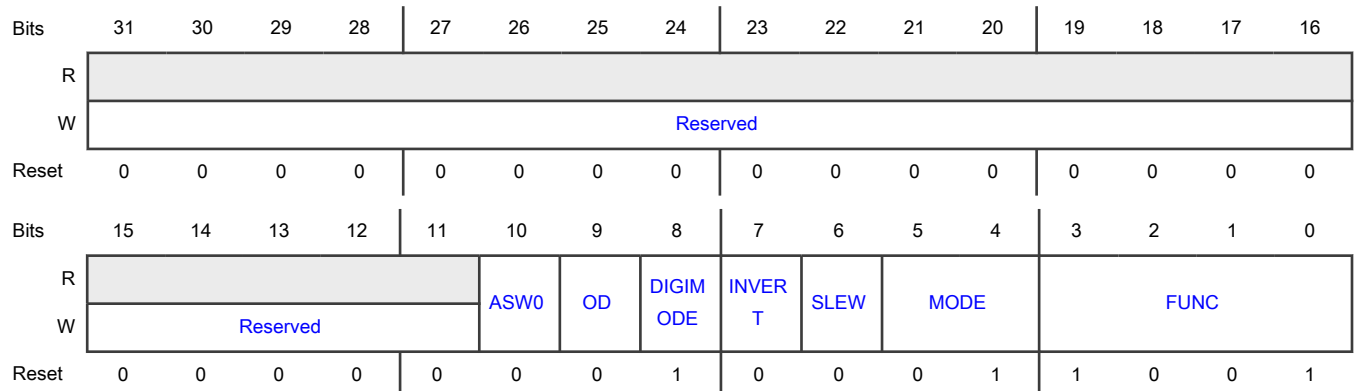 Bits 31 30 29 28 27 26 25 24 23 22 21 20 19 18 17 16
R
W Reserved
Reset 0 0 0 0 0 0 0 0 0 0 0 0 0 0 0 0
Bits 15 14 13 12 11 10 9 8 7 6 5 4 3 2 1 0
R
ASW0 OD DIGIM
ODE INVER
T SLEW MODE FUNC
W Reserved
Reset 0 0 0 0 0 0 0 1 0 0 0 1 1 0 0 1